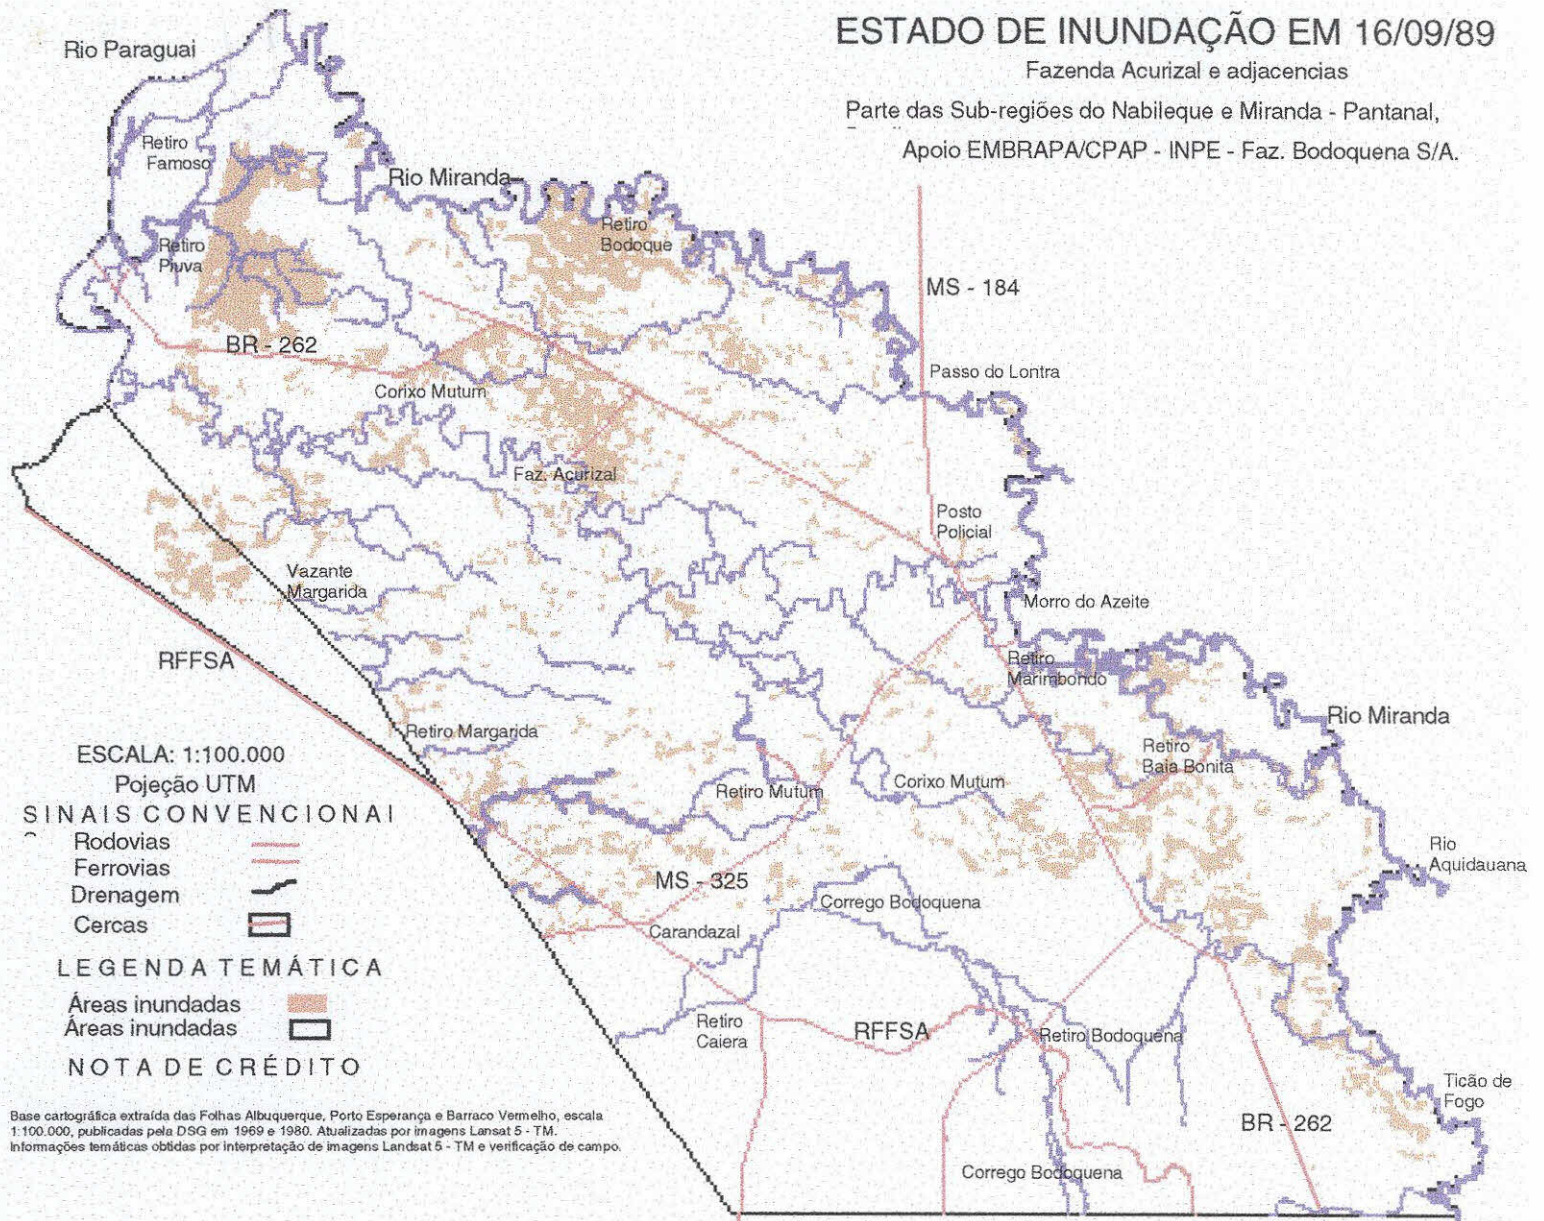 ESTADO DE INUNDAÇÃO EM 16/09/89
Fazenda Acurizal e adjacencias
Parte das Sub-regiões do Nabileque e Miranda - Pantanal,
Apoio EMBRAPA/CPAP - INPE - Faz. Bodoquena S/A.
Rio Paraguai
Retiro
Famoso
Rio Miranda
Retiro
Bodoque
Retiro
Piuva
MS - 184
BR - 262
Passo do Lontra
Corixo Mutum
Faz. Acurizal
Posto
Policial
Vazante
Margarida
Morro do Azeite
RFFSA
Retiro
Marimbondo
Rio Miranda
Retiro Margarida
Retiro
Baia Bonita
Retiro Mutum
Corixo Mutum
Rio
Aquidauana
MS - 325
Corrego Bodoquena
Carandazal
Retiro
Caiera
RFFSA
Retiro Bodoquena
Ticão de
Fogo
BR - 262
Corrego Bodoquena
ESCALA: 1:100.000
Pojeção UTM
SINAIS CONVENCIONAI
Rodovias
Ferrovias
Drenagem
Cercas
LEGENDA TEMÁTICA
Áreas inundadas
Áreas inundadas
NOTA DE CRÉDITO
Base cartográfica extraída das Folhas Albuquerque, Porto Esperança e Barraco Vermelho, escala
1:100.000, publicadas pela DSG em 1969 e 1980. Atualizadas por imagens Lansat 5 - TM.
Informações temáticas obtidas por interpretação de imagens Landsat 5 - TM e verificação de campo.